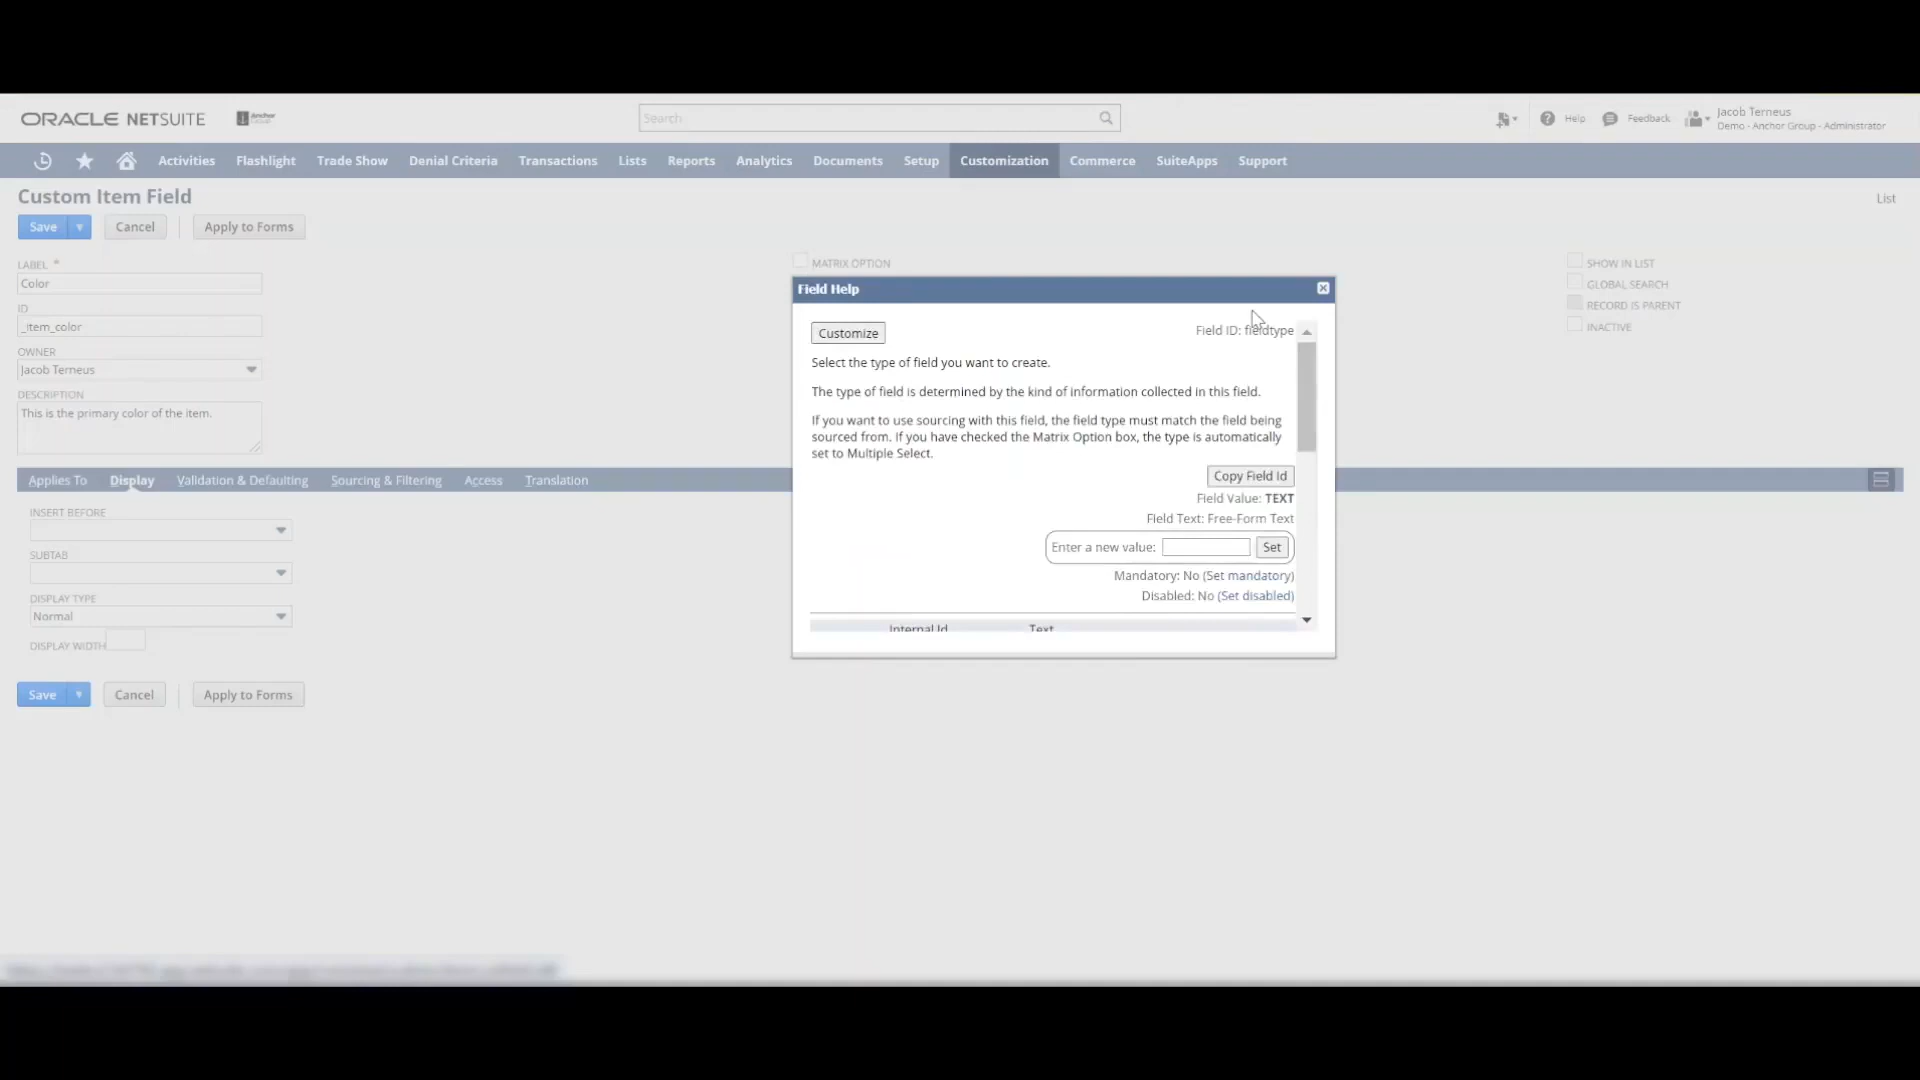 ORACLE NETSUITE
Anchor
Group
Search
Help
Feedback
Jacob Terneus
Demo - Anchor Group - Administrator
Activities
Flashlight
Trade Show
Denial Criteria
Transactions
Lists
Reports
Analytics
Documents
Setup
Customization
Commerce
SuiteApps
Support
Custom Item Field
List
Save
Cancel
Apply to Forms
LABEL *
Color
ID
_item_color
OWNER
Jacob Terneus
DESCRIPTION
This is the primary color of the item.
MATRIX OPTION
SHOW IN LIST
GLOBAL SEARCH
RECORD IS PARENT
INACTIVE
Field Help
Customize
Field ID: fieldtype
Select the type of field you want to create.
The type of field is determined by the kind of information collected in this field.
If you want to use sourcing with this field, the field type must match the field being
sourced from. If you have checked the Matrix Option box, the type is automatically
set to Multiple Select.
Copy Field Id
Field Value: TEXT
Field Text: Free-Form Text
Enter a new value:
Set
Mandatory: No (Set mandatory)
Disabled: No (Set disabled)
Internal Id
Text
Applies To
Display
Validation & Defaulting
Sourcing & Filtering
Access
Translation
INSERT BEFORE
SUBTAB
DISPLAY TYPE
Normal
DISPLAY WIDTH
Save
Cancel
Apply to Forms